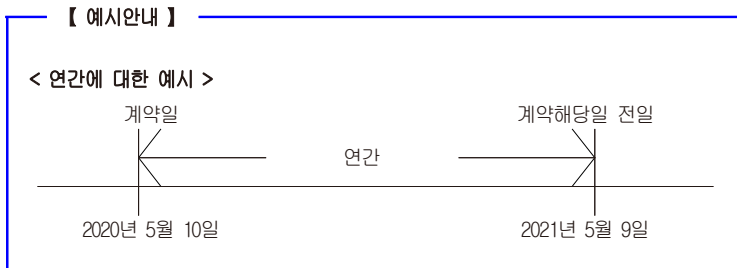 【 예시안내 】
< 연간에 대한 예시 >
계약일 계약해당일 전일
연간
2020년 5월 10일 2021년 5월 9일